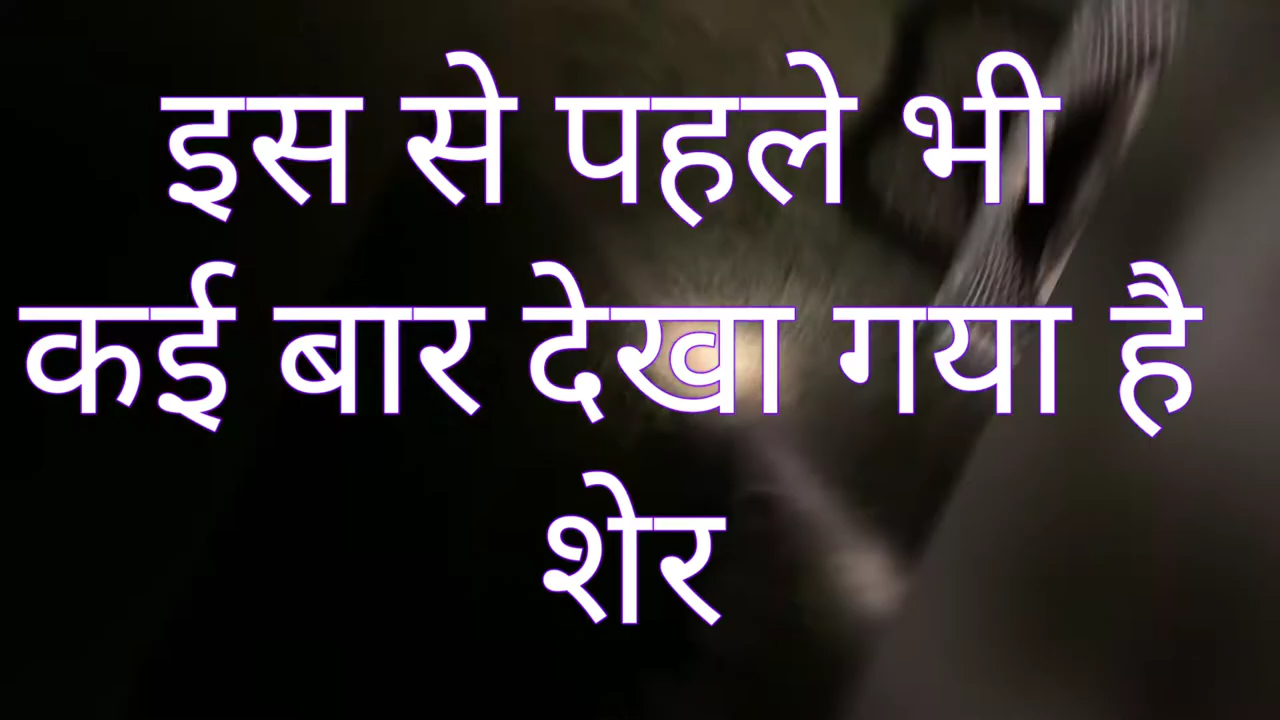 इस से पहले भी
कई बार देखा गया है
शेर